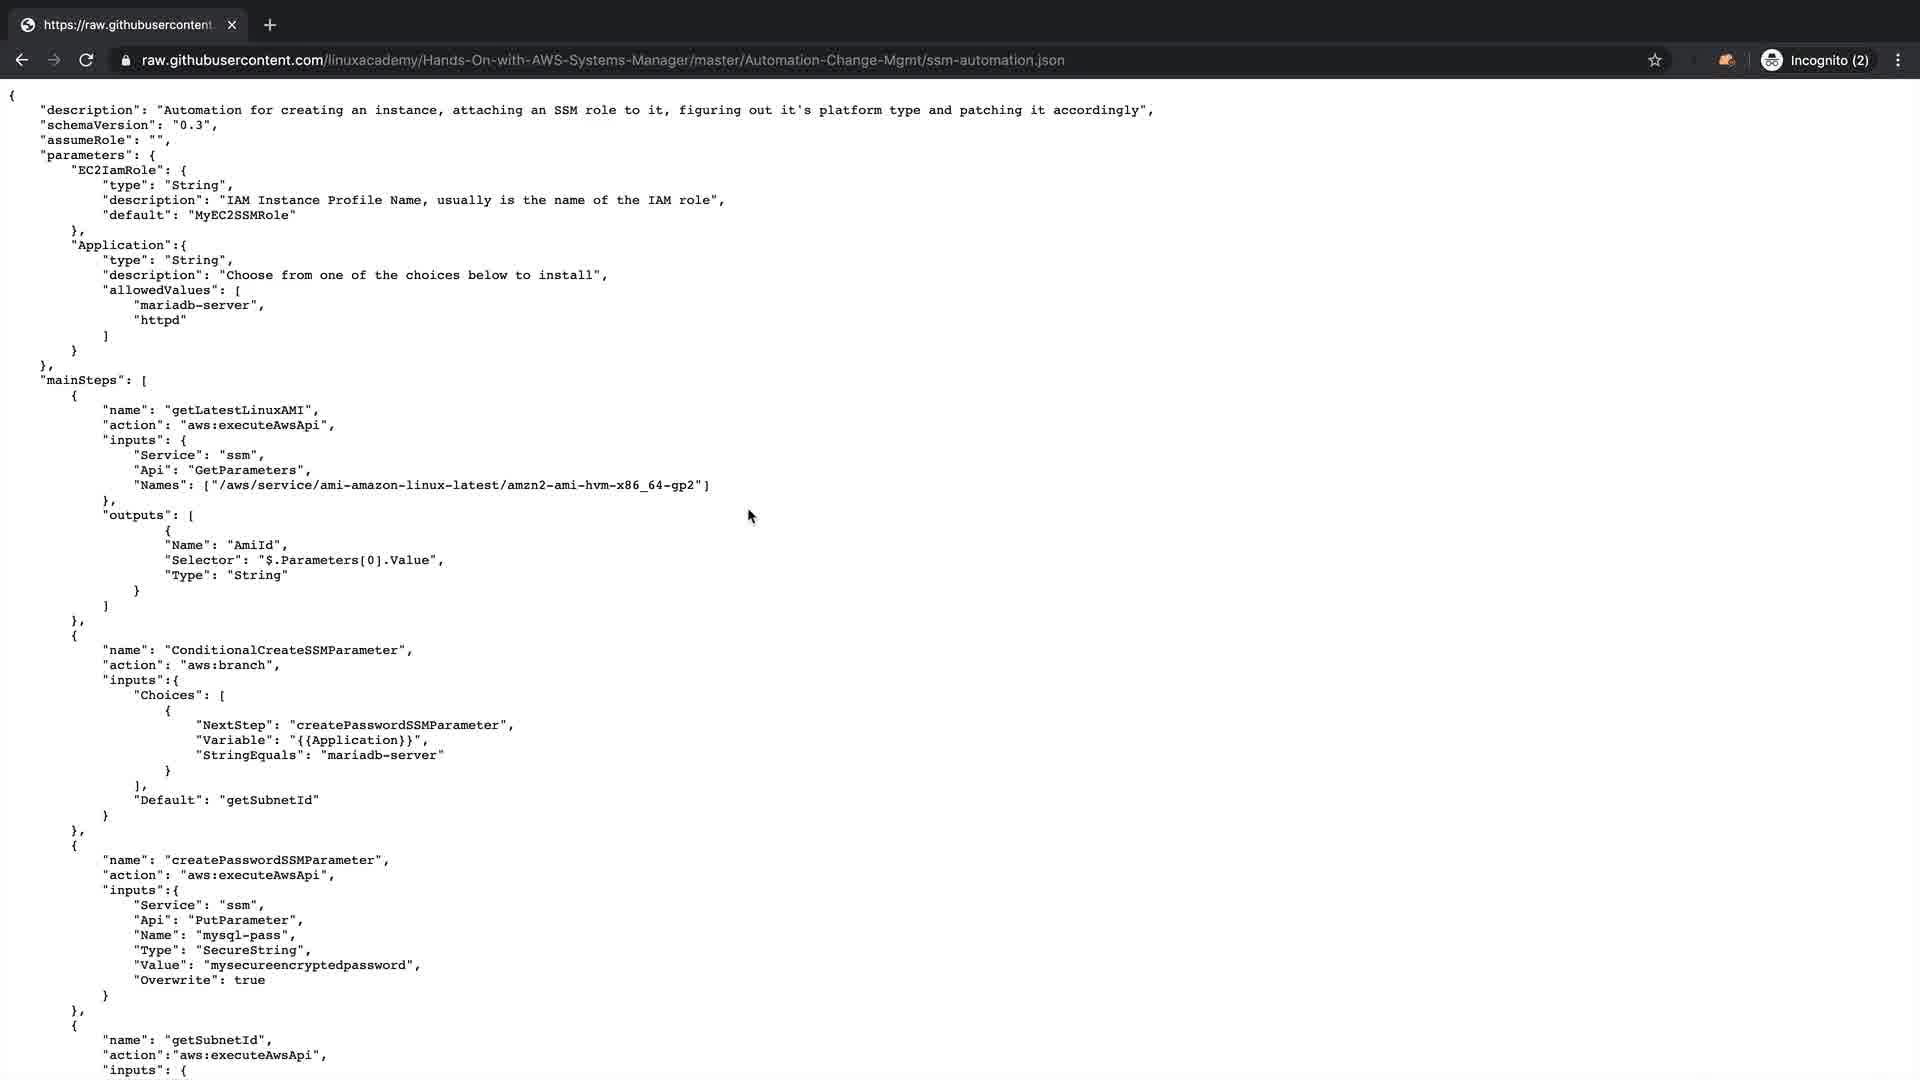 https://raw.githubusercontent.
raw.githubusercontent.com/linuxacademy/Hands-On-with-AWS-Systems-Manager/master/Automation-Change-Mgmt/ssm-automation.json
Incognito (2)
{
    "description": "Automation for creating an instance, attaching an SSM role to it, figuring out it's platform type and patching it accordingly",
    "schemaVersion": "0.3",
    "assumeRole": "",
    "parameters": {
        "EC2IamRole": {
            "type": "String",
            "description": "IAM Instance Profile Name, usually is the name of the IAM role",
            "default": "MyEC2SSMRole"
        },
        "Application":{
            "type": "String",
            "description": "Choose from one of the choices below to install",
            "allowedValues": [
                "mariadb-server",
                "httpd"
            ]
        }
    },
    "mainSteps": [
        {
            "name": "getLatestLinuxAMI",
            "action": "aws:executeAwsApi",
            "inputs": {
                "Service": "ssm",
                "Api": "GetParameters",
                "Names": ["/aws/service/ami-amazon-linux-latest/amzn2-ami-hvm-x86_64-gp2"]
            },
            "outputs": [
                    {
                    "Name": "AmiId",
                    "Selector": "$.Parameters[0].Value",
                    "Type": "String"
                }
            ]
        },
        {
            "name": "ConditionalCreateSSMParameter",
            "action": "aws:branch",
            "inputs":{
                "Choices": [
                    {
                        "NextStep": "createPasswordSSMParameter",
                        "Variable": "{{Application}}",
                        "StringEquals": "mariadb-server"
                    }
                ],
                "Default": "getSubnetId"
            }
        },
        {
            "name": "createPasswordSSMParameter",
            "action": "aws:executeAwsApi",
            "inputs":{
                "Service": "ssm",
                "Api": "PutParameter",
                "Name": "mysql-pass",
                "Type": "SecureString",
                "Value": "mysecureencryptedpassword",
                "Overwrite": true
            }
        },
        {
            "name": "getSubnetId",
            "action":"aws:executeAwsApi",
            "inputs": {